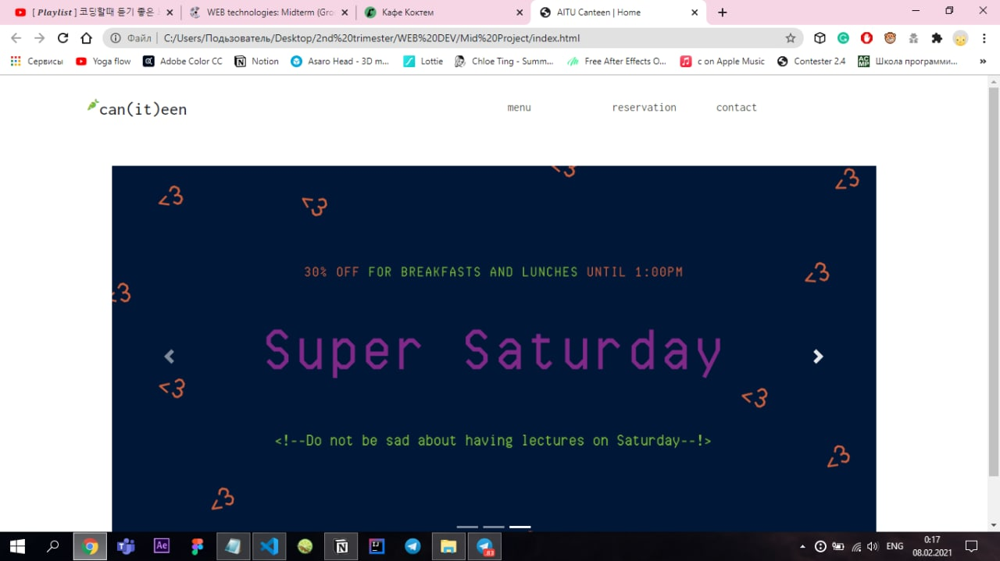 [ Playlist ] 코딩할때 듣기 좋은
WEB technologies: Midterm (Gro
Кафе Коктем
AITU Canteen | Home
Файл
C:/Users/Пользователь/Desktop/2nd%20trimester/WEB%20DEV/Mid%20Project/index.html
Сервисы
Yoga flow
Adobe Color CC
Notion
Asaro Head - 3D m...
Lottie
Chloe Ting - Summ...
Free After Effects O...
с on Apple Music
Contester 2.4
Школа программи...
can(it)een
menu
reservation
contact
<3
<3
<3
<3
30% OFF FOR BREAKFASTS AND LUNCHES UNTIL 1:00PM
<3
<3
Super Saturday
<3
<3
<!--Do not be sad about having lectures on Saturday--!>
<3
<3
83
ENG
0:17
08.02.2021